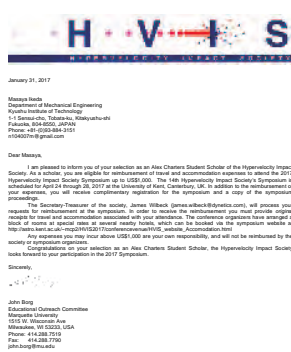 H · V · I · S
HYPERVELOCITY IMPACT SOCIETY
January 31, 2017
Masaya Ikeda
Department of Mechanical Engineering
Kyushu Institute of Technology
1-1 Sensui-cho, Tobata-ku, Kitakyushu-shi
Fukuoka, 804-8550, JAPAN
Phone: +81-(0)93-884-3151
n104007m@gmail.com
Dear Masaya,
I am pleased to inform you of your selection as an Alex Charters Student Scholar of the Hypervelocity Impac
Society. As a scholar, you are eligible for reimbursement of travel and accommodation expenses to attend the 201
Hypervelocity Impact Society Symposium up to US$1,000. The 14th Hypervelocity Impact Society's Symposium is
scheduled for April 24 through 28, 2017 at the University of Kent, Canterbury, UK. In addition to the reimbursement o
your expenses, you will receive complimentary registration for the symposium and a copy of the symposium
proceedings.
The Secretary-Treasurer of the society, James Wilbeck (james.wilbeck@dynetics.com), will process you
requests for reimbursement at the symposium. In order to receive the reimbursement you must provide origina
receipts for travel and accommodation associated with your attendance. The conference organizers have arranged a
block of rooms at special rates at several nearby hotels, which can be booked via the symposium website a
http://astro.kent.ac.uk/~mcp2/HVIS2017/conferencevenue/HVIS_website_Accomodation.html
Any expenses you may incur above US$1,000 are your own responsibility, and will not be reimbursed by the
society or symposium organizers.
Congratulations on your selection as an Alex Charters Student Scholar, the Hypervelocity Impact Society
looks forward to your participation in the 2017 Symposium.
Sincerely,
John Borg
Educational Outreach Committee
Marquette University
1515 W. Wisconsin Ave
Milwaukee, WI 53233, USA
Phone: 414.288.7519
Fax: 414.288.7790
john.borg@mu.edu